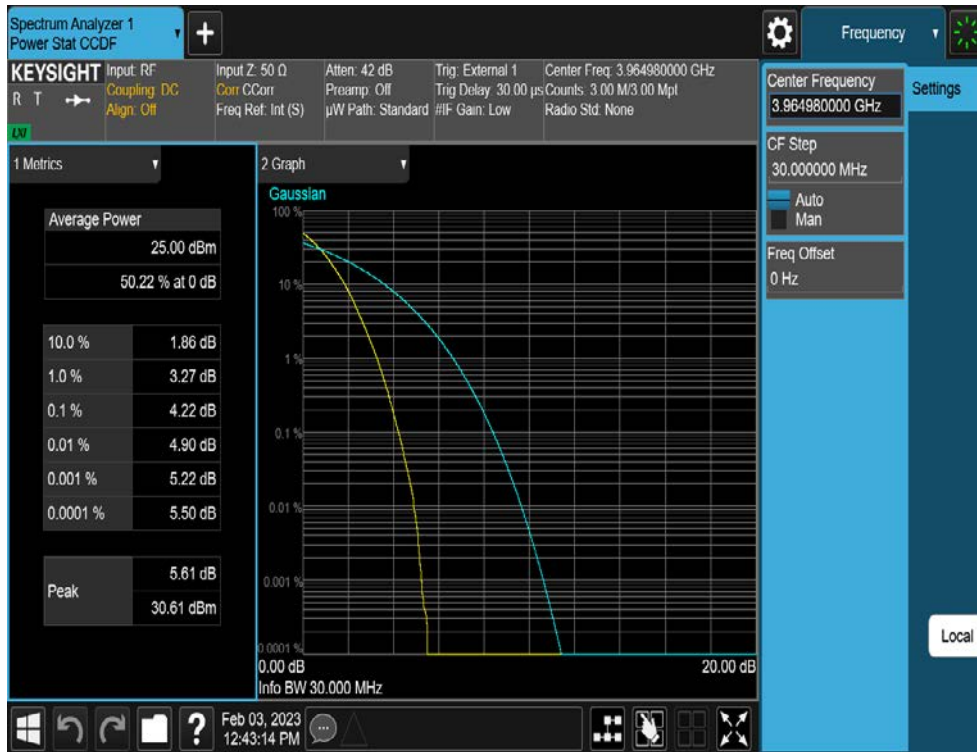 Spectrum Analyzer 1
Power Stat CCDF
+
Frequency
KEYSIGHT
R T
LXI
Input: RF
Coupling: DC
Align: Off
Input Z: 50 Ω
Corr CCorr
Freq Ref: Int (S)
Atten: 42 dB
Preamp: Off
µW Path: Standard
Trig: External 1
Trig Delay: 30.00 µs
#IF Gain: Low
Center Freq: 3.964980000 GHz
Counts: 3.00 M/3.00 Mpt
Radio Std: None
Center Frequency
3.964980000 GHz
Settings
CF Step
30.000000 MHz
Auto
Man
Freq Offset
0 Hz
Local
1 Metrics
Average Power
25.00 dBm
50.22 % at 0 dB
10.0 % 1.86 dB
1.0 % 3.27 dB
0.1 % 4.22 dB
0.01 % 4.90 dB
0.001 % 5.22 dB
0.0001 % 5.50 dB
Peak
5.61 dB
30.61 dBm
2 Graph
Gaussian
100 %
10 %
1 %
0.1 %
0.01 %
0.001 %
0.0001 %
0.00 dB 20.00 dB
Info BW 30.000 MHz
?
Feb 03, 2023
12:43:14 PM